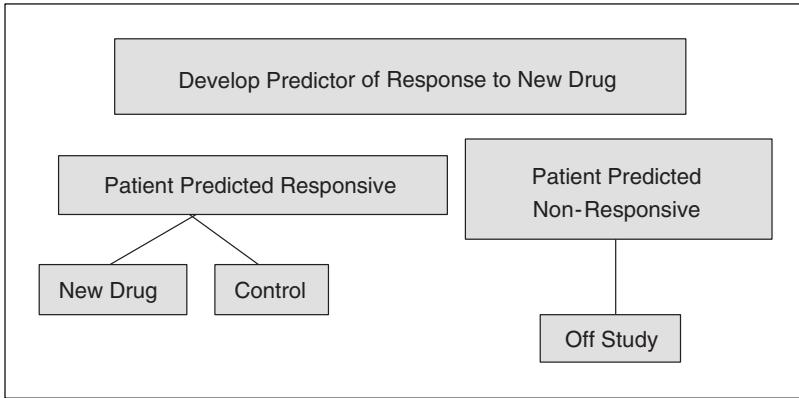 Develop Predictor of Response to New Drug
Patient Predicted Responsive
Patient Predicted
Non-Responsive
New Drug
Control
Off Study